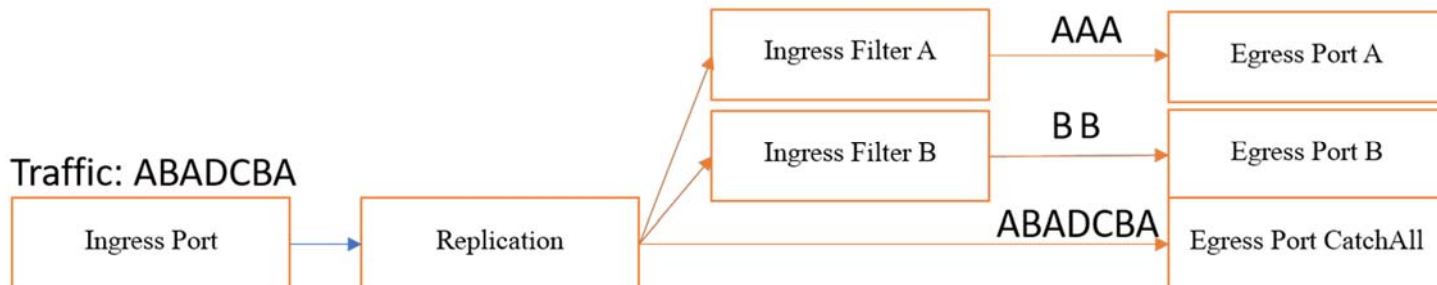 Ingress Filter A
AAA
Egress Port A
Ingress Filter B
B B
Egress Port B
Traffic: ABADCBA
Ingress Port
Replication
ABADCBA
Egress Port CatchAll